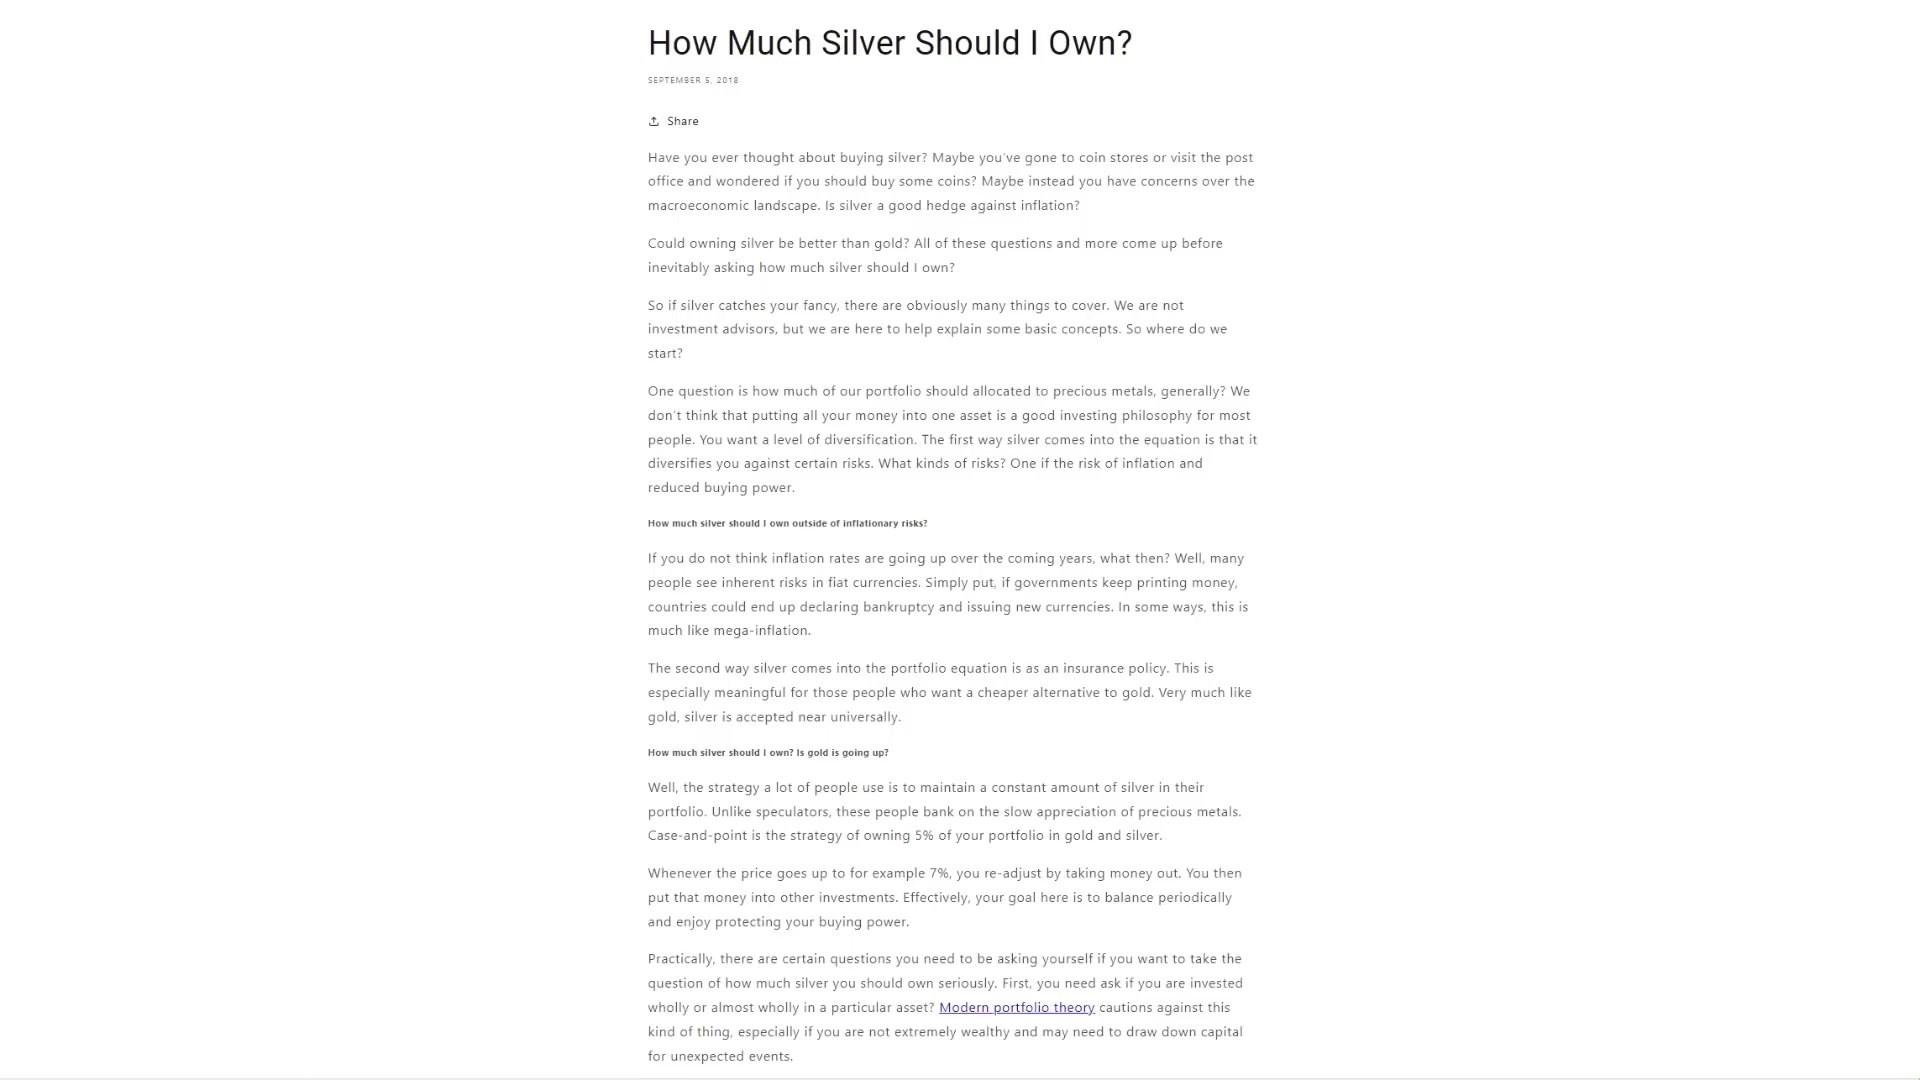 How Much Silver Should I Own?
SEPTEMBER 5, 2018
Share
Have you ever thought about buying silver? Maybe you've gone to coin stores or visit the post
office and wondered if you should buy some coins? Maybe instead you have concerns over the
macroeconomic landscape. Is silver a good hedge against inflation?
Could owning silver be better than gold? All of these questions and more come up before
inevitably asking how much silver should I own?
So if silver catches your fancy, there are obviously many things to cover. We are not
investment advisors, but we are here to help explain some basic concepts. So where do we
start?
One question is how much of our portfolio should allocated to precious metals, generally? We
don't think that putting all your money into one asset is a good investing philosophy for most
people. You want a level of diversification. The first way silver comes into the equation is that it
diversifies you against certain risks. What kinds of risks? One if the risk of inflation and
reduced buying power.
How much silver should I own outside of inflationary risks?
If you do not think inflation rates are going up over the coming years, what then? Well, many
people see inherent risks in fiat currencies. Simply put, if governments keep printing money,
countries could end up declaring bankruptcy and issuing new currencies. In some ways, this is
much like mega-inflation.
The second way silver comes into the portfolio equation is as an insurance policy. This is
especially meaningful for those people who want a cheaper alternative to gold. Very much like
gold, silver is accepted near universally.
How much silver should I own? Is gold is going up?
Well, the strategy a lot of people use is to maintain a constant amount of silver in their
portfolio. Unlike speculators, these people bank on the slow appreciation of precious metals.
Case-and-point is the strategy of owning 5% of your portfolio in gold and silver.
Whenever the price goes up to for example 7%, you re-adjust by taking money out. You then
put that money into other investments. Effectively, your goal here is to balance periodically
and enjoy protecting your buying power.
Practically, there are certain questions you need to be asking yourself if you want to take the
question of how much silver you should own seriously. First, you need ask if you are invested
wholly or almost wholly in a particular asset? Modern portfolio theory cautions against this
kind of thing, especially if you are not extremely wealthy and may need to draw down capital
for unexpected events.